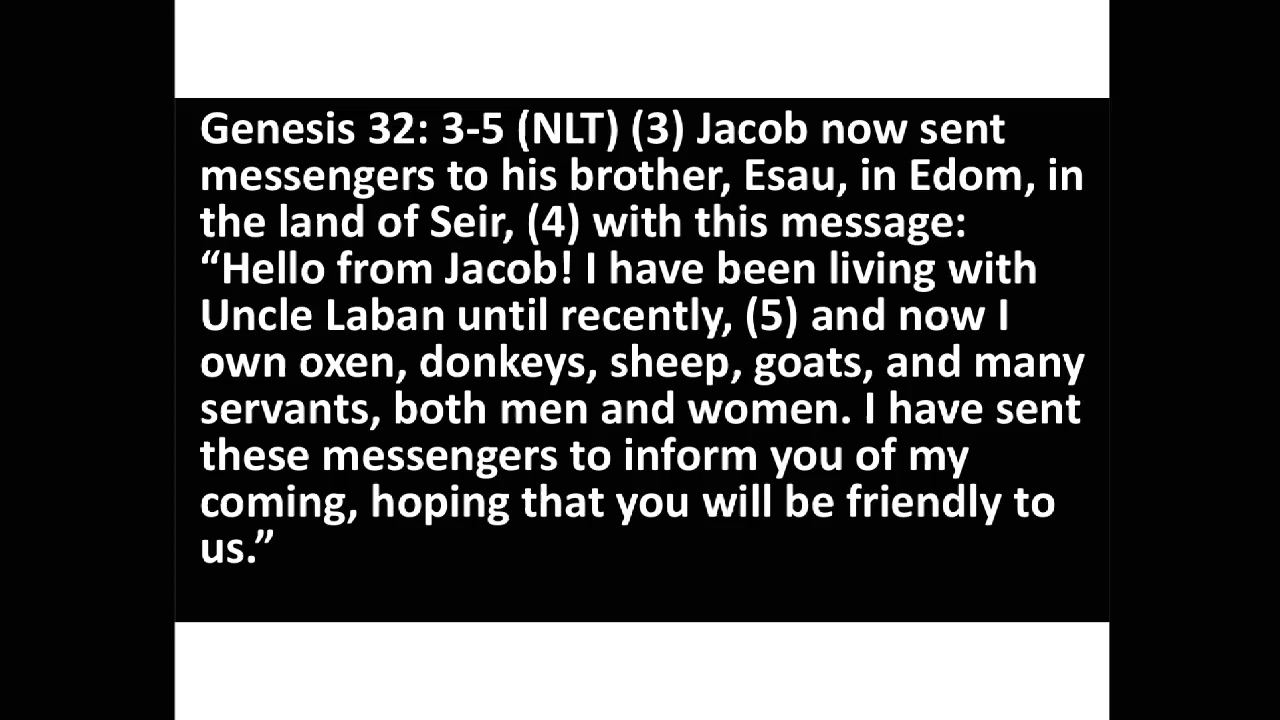 Genesis 32: 3-5 (NLT) (3) Jacob now sent
messengers to his brother, Esau, in Edom, in
the land of Seir, (4) with this message:
“Hello from Jacob! I have been living with
Uncle Laban until recently, (5) and now I
own oxen, donkeys, sheep, goats, and many
servants, both men and women. I have sent
these messengers to inform you of my
coming, hoping that you will be friendly to
us.”